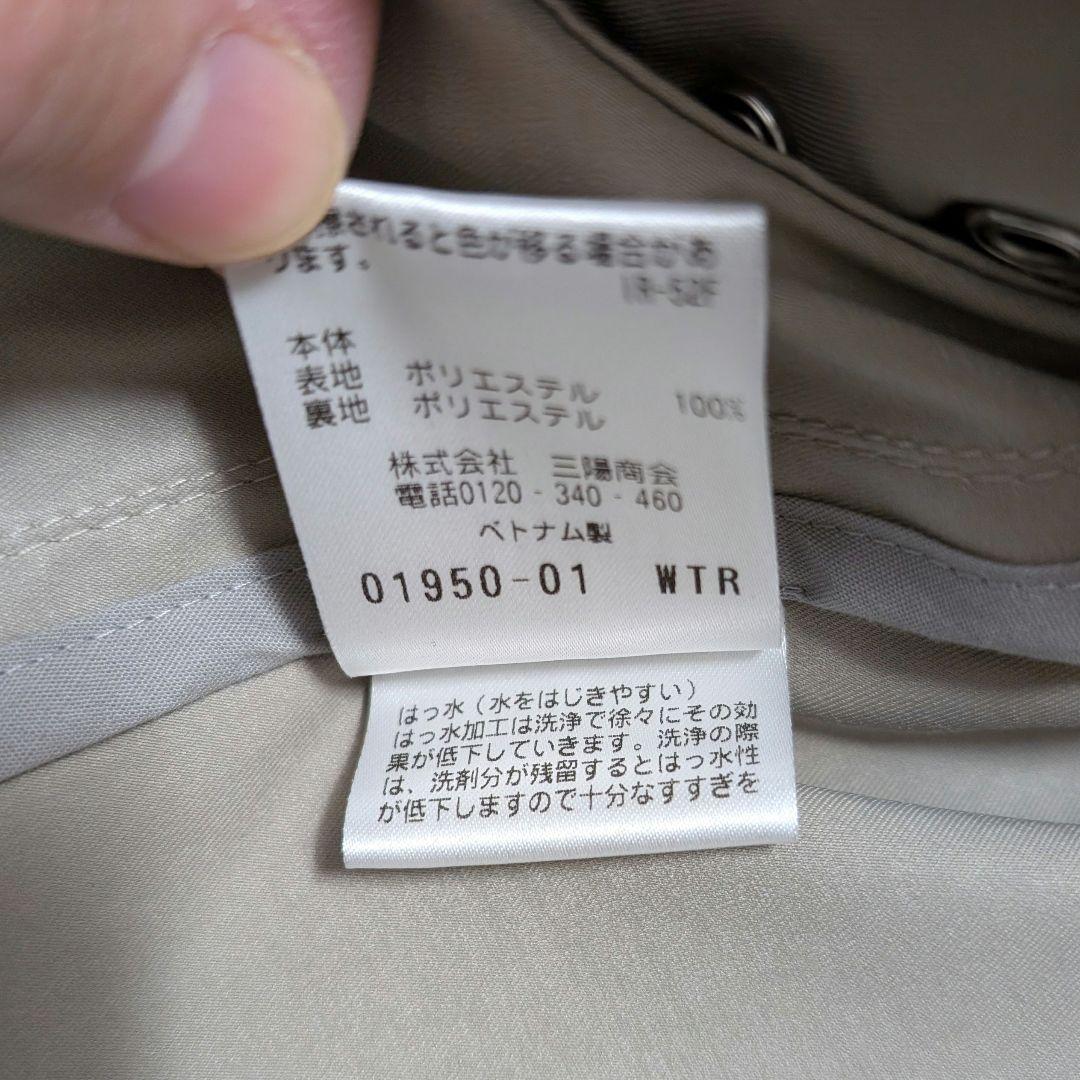 されると色が移る場合があ
ります。
IR-52F
本体
表地 ポリエステル
裏地 ポリエステル 100%
株式会社 三陽商会
電話0120-340-460
ベトナム製
01950-01 WTR
はっ水(水をはじきやすい)
はっ水加工は洗浄で徐々にその効
果が低下していきます。洗浄の際
は、洗剤分が残留するとはっ水性
が低下しますので十分なすすぎを